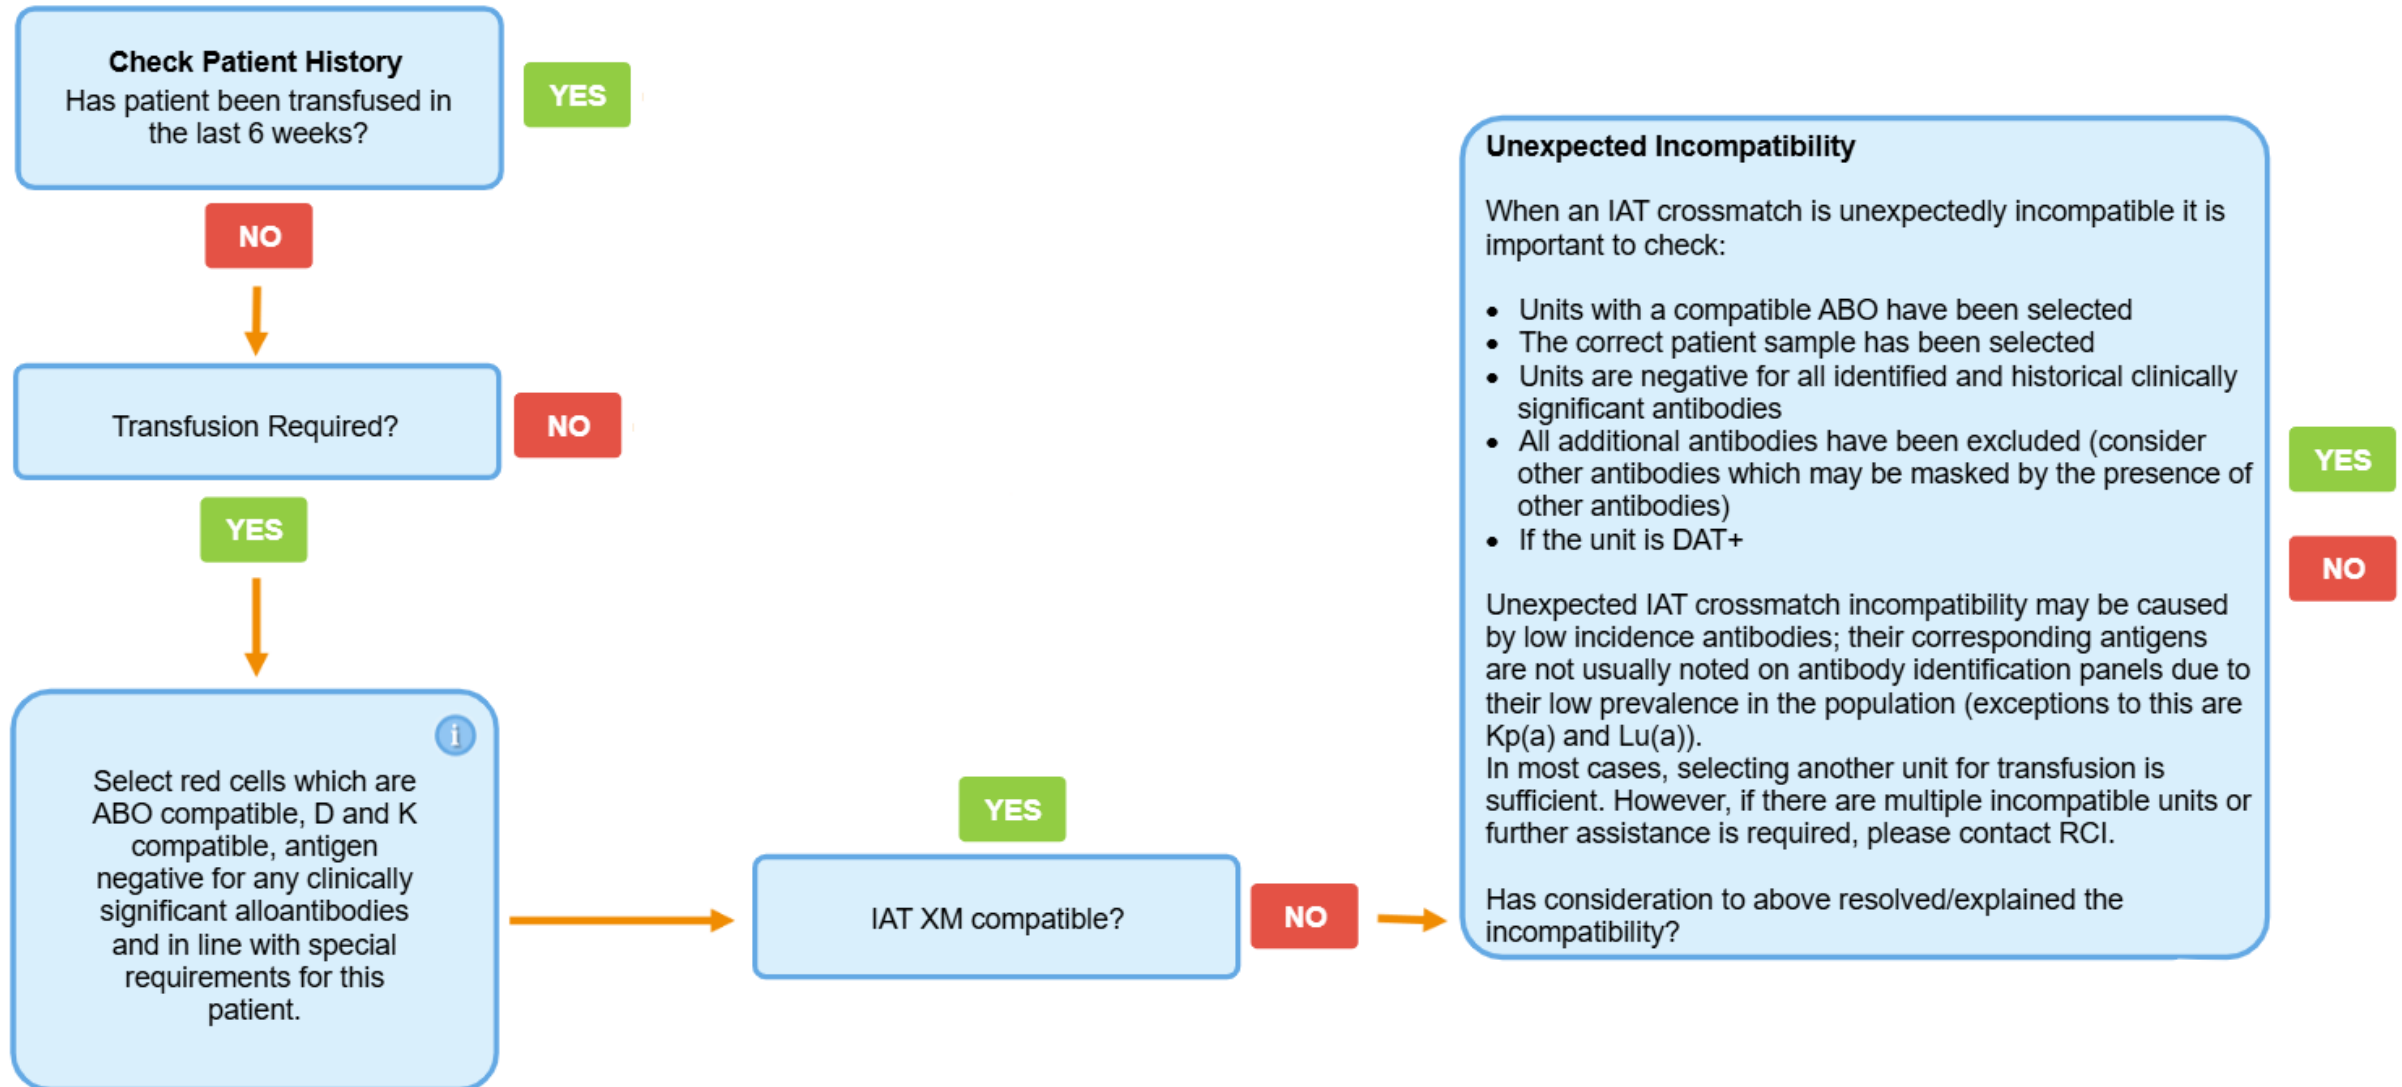 Check Patient History
Has patient been transfused in
the last 6 weeks?
YES
NO
Transfusion Required?
NO
YES
i
Select red cells which are
ABO compatible, D and K
compatible, antigen
negative for any clinically
significant alloantibodies
and in line with special
requirements for this
patient.
YES
IAT XM compatible?
NO
Unexpected Incompatibility
When an IAT crossmatch is unexpectedly incompatible it is
important to check:
• Units with a compatible ABO have been selected
• The correct patient sample has been selected
• Units are negative for all identified and historical clinically
significant antibodies
• All additional antibodies have been excluded (consider
other antibodies which may be masked by the presence of
other antibodies)
• If the unit is DAT+
Unexpected IAT crossmatch incompatibility may be caused
by low incidence antibodies; their corresponding antigens
are not usually noted on antibody identification panels due to
their low prevalence in the population (exceptions to this are
Kp(a) and Lu(a)).
In most cases, selecting another unit for transfusion is
sufficient. However, if there are multiple incompatible units or
further assistance is required, please contact RCI.
Has consideration to above resolved/explained the
incompatibility?
YES
NO